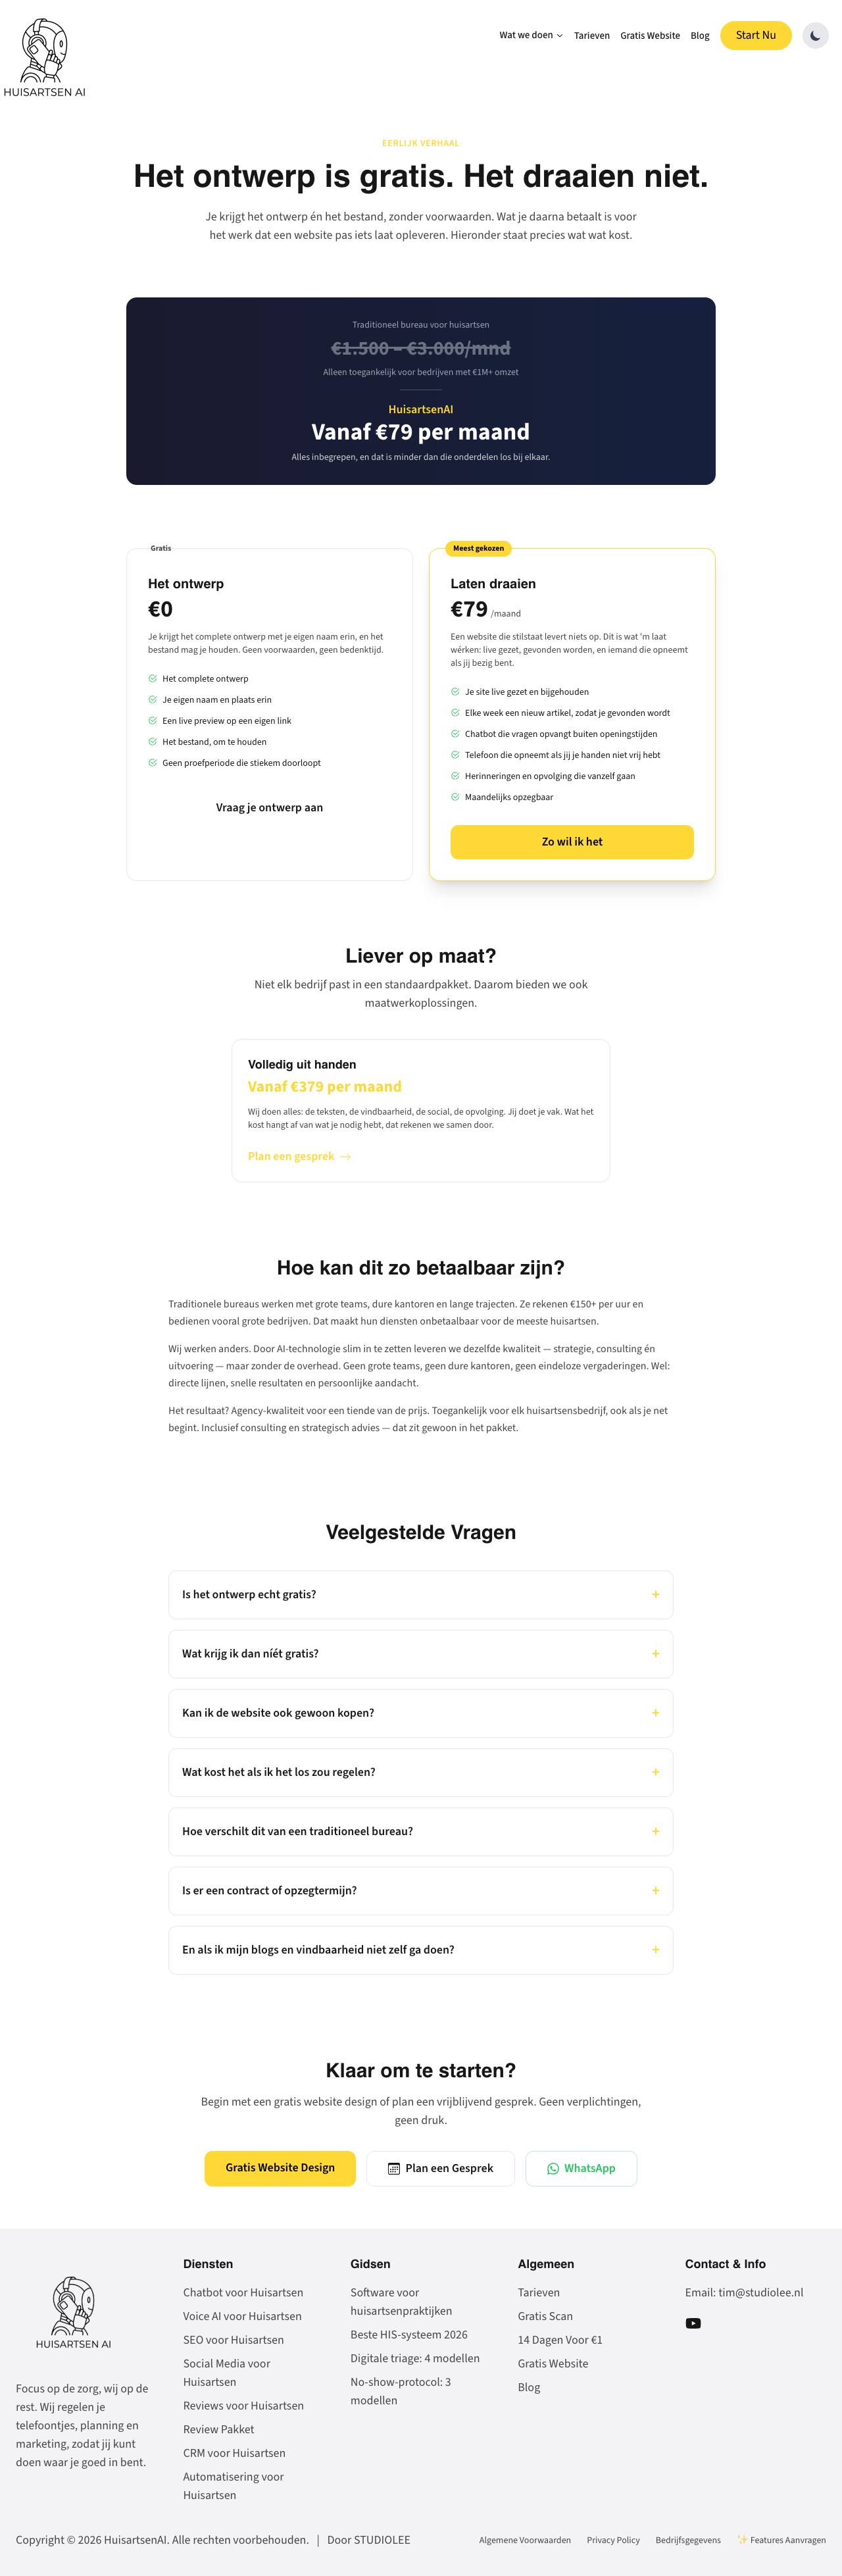 HUISARTSEN AI
Wat we doen
Tarieven
Gratis Website
Blog
Start Nu
EERLIJK VERHAAL
Het ontwerp is gratis. Het draaien niet.
Je krijgt het ontwerp én het bestand, zonder voorwaarden. Wat je daarna betaalt is voor
het werk dat een website pas iets laat opleveren. Hieronder staat precies wat wat kost.
Traditioneel bureau voor huisartsen
€1.500 – €3.000/mnd
Alleen toegankelijk voor bedrijven met €1M+ omzet
HuisartsenAI
Vanaf €79 per maand
Alles inbegrepen, en dat is minder dan die onderdelen los bij elkaar.
Gratis
Het ontwerp
€0
Je krijgt het complete ontwerp met je eigen naam erin, en het
bestand mag je houden. Geen voorwaarden, geen bedenktijd.
Het complete ontwerp
Je eigen naam en plaats erin
Een live preview op een eigen link
Het bestand, om te houden
Geen proefperiode die stiekem doorloopt
Vraag je ontwerp aan
Meest gekozen
Laten draaien
€79 /maand
Een website die stilstaat levert niets op. Dit is wat 'm laat
wérken: live gezet, gevonden worden, en iemand die opneemt
als jij bezig bent.
Je site live gezet en bijgehouden
Elke week een nieuw artikel, zodat je gevonden wordt
Chatbot die vragen opvangt buiten openingstijden
Telefoon die opneemt als jij je handen niet vrij hebt
Herinneringen en opvolging die vanzelf gaan
Maandelijks opzegbaar
Zo wil ik het
Liever op maat?
Niet elk bedrijf past in een standaardpakket. Daarom bieden we ook
maatwerkoplossingen.
Volledig uit handen
Vanaf €379 per maand
Wij doen alles: de teksten, de vindbaarheid, de social, de opvolging. Jij doet je vak. Wat het
kost hangt af van wat je nodig hebt, dat rekenen we samen door.
Plan een gesprek →
Hoe kan dit zo betaalbaar zijn?
Traditionele bureaus werken met grote teams, dure kantoren en lange trajecten. Ze rekenen €150+ per uur en
bedienen vooral grote bedrijven. Dat maakt hun diensten onbetaalbaar voor de meeste huisartsen.
Wij werken anders. Door AI-technologie slim in te zetten leveren we dezelfde kwaliteit — strategie, consulting én
uitvoering — maar zonder de overhead. Geen grote teams, geen dure kantoren, geen eindeloze vergaderingen. Wel:
directe lijnen, snelle resultaten en persoonlijke aandacht.
Het resultaat? Agency-kwaliteit voor een tiende van de prijs. Toegankelijk voor elk huisartsensbedrijf, ook als je net
begint. Inclusief consulting en strategisch advies — dat zit gewoon in het pakket.
Veelgestelde Vragen
Is het ontwerp echt gratis? +
Wat krijg ik dan níét gratis? +
Kan ik de website ook gewoon kopen? +
Wat kost het als ik het los zou regelen? +
Hoe verschilt dit van een traditioneel bureau? +
Is er een contract of opzegtermijn? +
En als ik mijn blogs en vindbaarheid niet zelf ga doen? +
Klaar om te starten?
Begin met een gratis website design of plan een vrijblijvend gesprek. Geen verplichtingen,
geen druk.
Gratis Website Design
Plan een Gesprek
WhatsApp
HUISARTSEN AI
Focus op de zorg, wij op de
rest. Wij regelen je
telefoontjes, planning en
marketing, zodat jij kunt
doen waar je goed in bent.
Diensten
Chatbot voor Huisartsen
Voice AI voor Huisartsen
SEO voor Huisartsen
Social Media voor
Huisartsen
Reviews voor Huisartsen
Review Pakket
CRM voor Huisartsen
Automatisering voor
Huisartsen
Gidsen
Software voor
huisartsenpraktijken
Beste HIS-systeem 2026
Digitale triage: 4 modellen
No-show-protocol: 3
modellen
Algemeen
Tarieven
Gratis Scan
14 Dagen Voor €1
Gratis Website
Blog
Contact & Info
Email: tim@studiolee.nl
Copyright © 2026 HuisartsenAI. Alle rechten voorbehouden. | Door STUDIOLEE
Algemene Voorwaarden
Privacy Policy
Bedrijfsgegevens
✨ Features Aanvragen